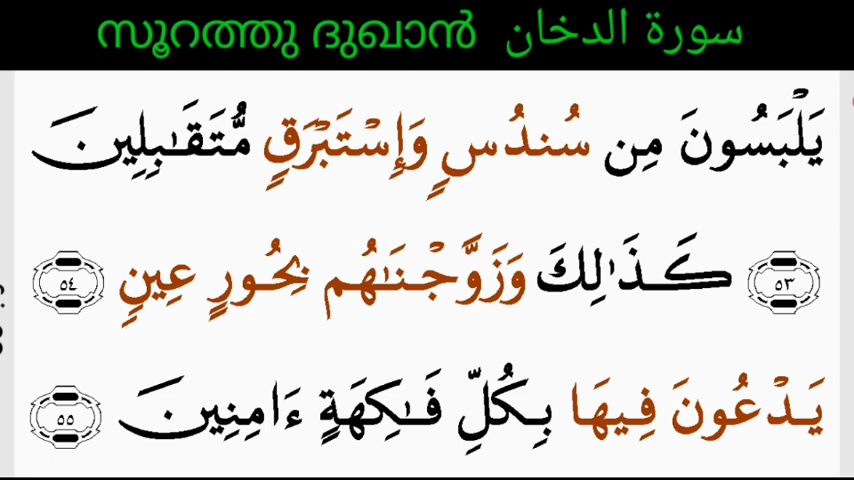 സൂറത്തു ദുഖാൻ سورة الدخان
يَلْبَسُونَ مِن سُندُسٍ وَإِسْتَبْرَقٍ مُّتَقَـٰبِلِينَ
٥٣ كَذَٰلِكَ وَزَوَّجْنَـٰهُم بِحُورٍ عِينٍ ٥٤
يَدْعُونَ فِيهَا بِكُلِّ فَـٰكِهَةٍ ءَامِنِينَ ٥٥